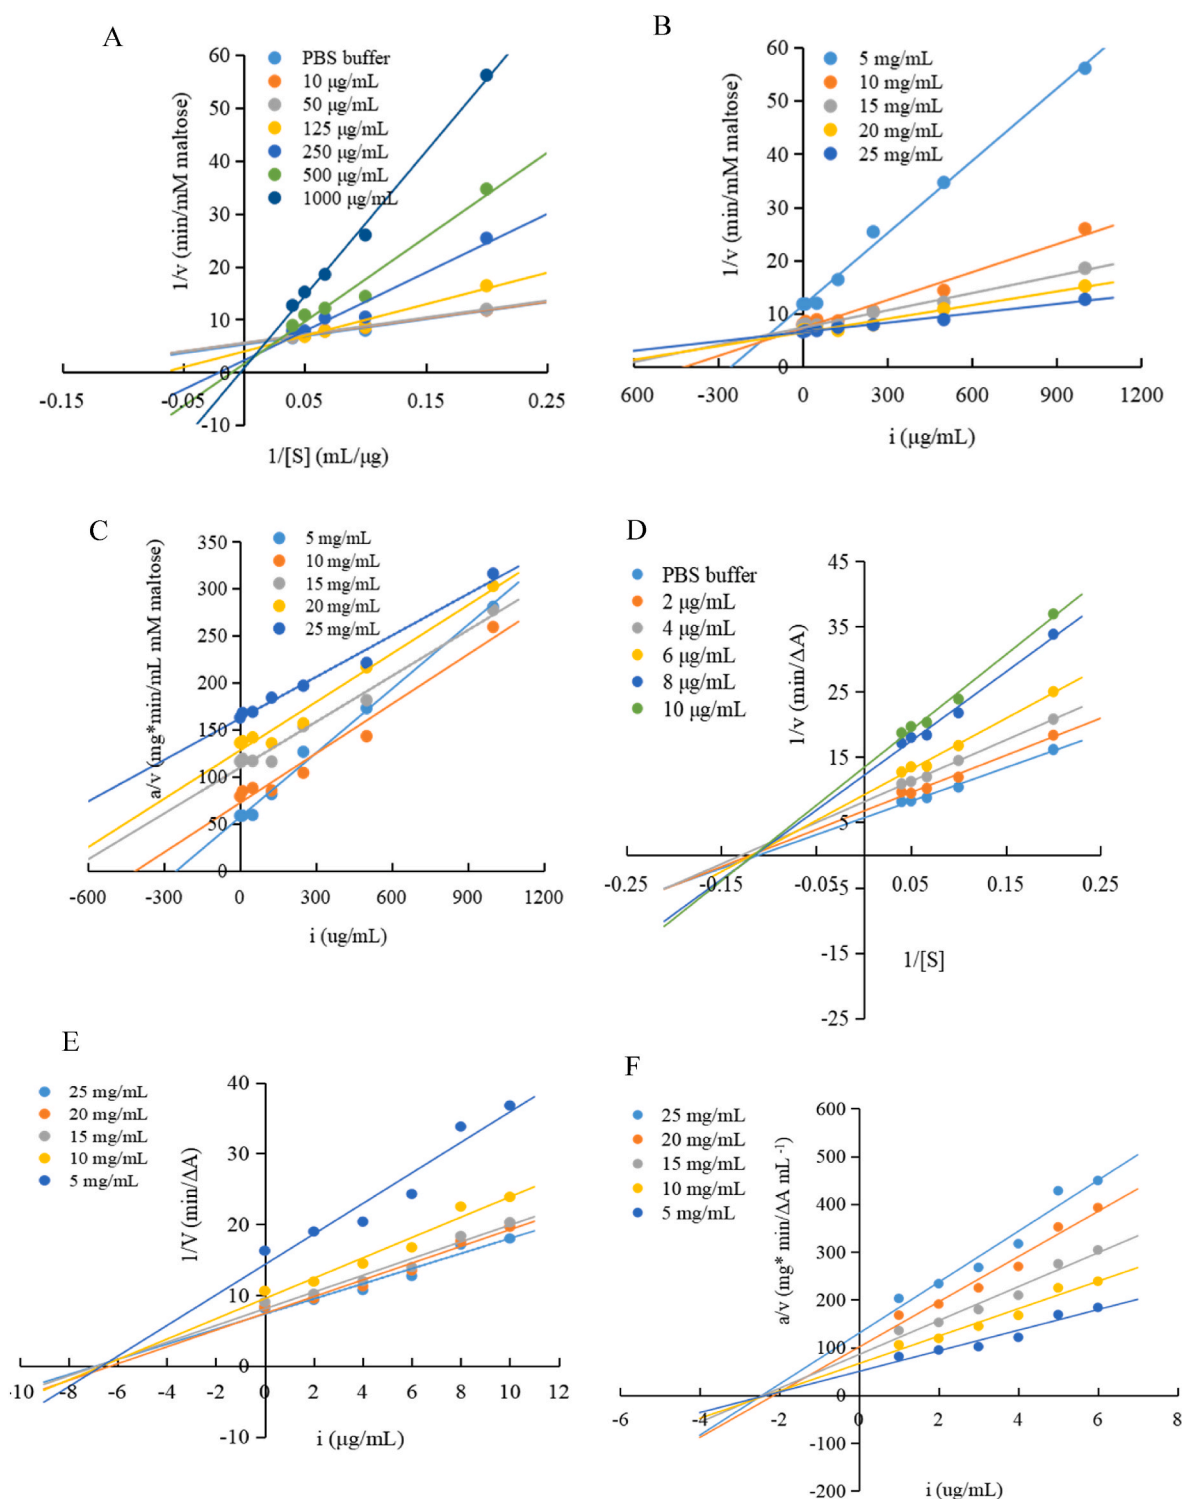 A
PBS buffer
10 μg/mL
50 μg/mL
125 μg/mL
250 μg/mL
500 μg/mL
1000 μg/mL
1/v (min/mM maltose)
60
50
40
30
20
10
0
-10
-0.15
-0.05
0.05
0.15
0.25
1/[S] (mL/μg)
B
5 mg/mL
10 mg/mL
15 mg/mL
20 mg/mL
25 mg/mL
1/v (min/mM maltose)
60
50
40
30
20
10
0
600
-300
0
300
600
900
1200
i (μg/mL)
C
5 mg/mL
10 mg/mL
15 mg/mL
20 mg/mL
25 mg/mL
a/v (mg*min/mL mM maltose)
350
300
250
200
150
100
50
0
-600
-300
0
300
600
900
1200
i (ug/mL)
D
PBS buffer
2 μg/mL
4 μg/mL
6 μg/mL
8 μg/mL
10 μg/mL
1/v (min/ΔA)
45
35
25
15
5
-5
-15
-25
-0.25
-0.15
-0.05
0.05
0.15
0.25
1/[S]
E
25 mg/mL
20 mg/mL
15 mg/mL
10 mg/mL
5 mg/mL
1/V (min/ΔA)
40
30
20
10
0
-10
-10
-8
-6
-4
-2
0
2
4
6
8
10
12
i (μg/mL)
F
25 mg/mL
20 mg/mL
15 mg/mL
10 mg/mL
5 mg/mL
a/v (mg* min/ΔA mL⁻¹)
600
500
400
300
200
100
0
-100
-200
-6
-4
-2
0
2
4
6
8
i (ug/mL)